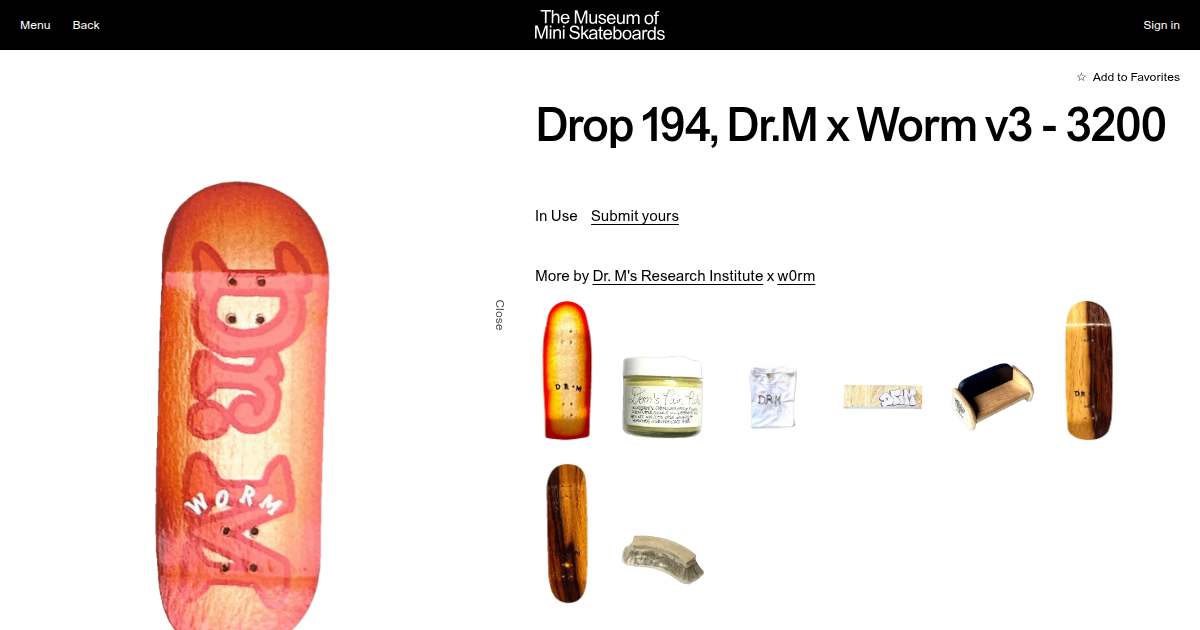 Menu
Back
The Museum of
Mini Skateboards
Sign in
☆ Add to Favorites
Drop 194, Dr.M x Worm v3 - 3200
In Use Submit yours
More by Dr. M's Research Institute x w0rm
Close
Dr.
M
WORM
DR·M
DRM
DR